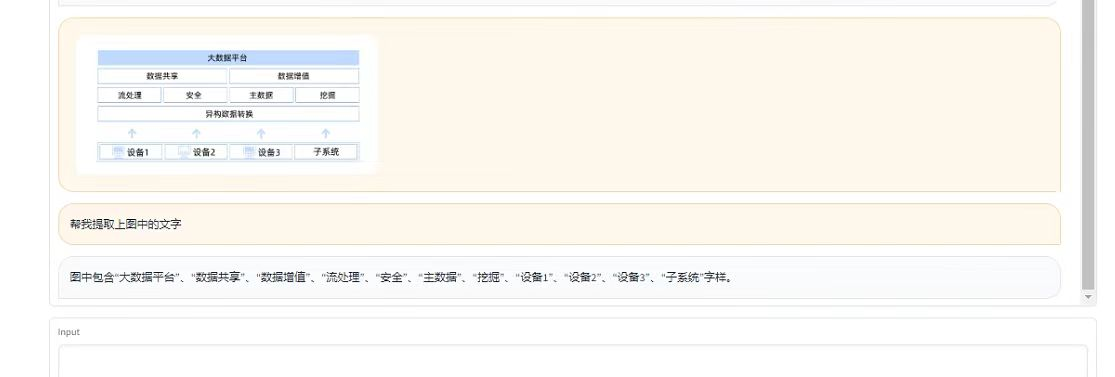 大数据平台
数据共享 数据增值
流处理 安全 主数据 挖掘
异构数据转换
设备1 设备2 设备3 子系统
帮我提取上图中的文字
图中包含“大数据平台”、“数据共享”、“数据增值”、“流处理”、“安全”、“主数据”、“挖掘”、“设备1”、“设备2”、“设备3”、“子系统”字样。
Input